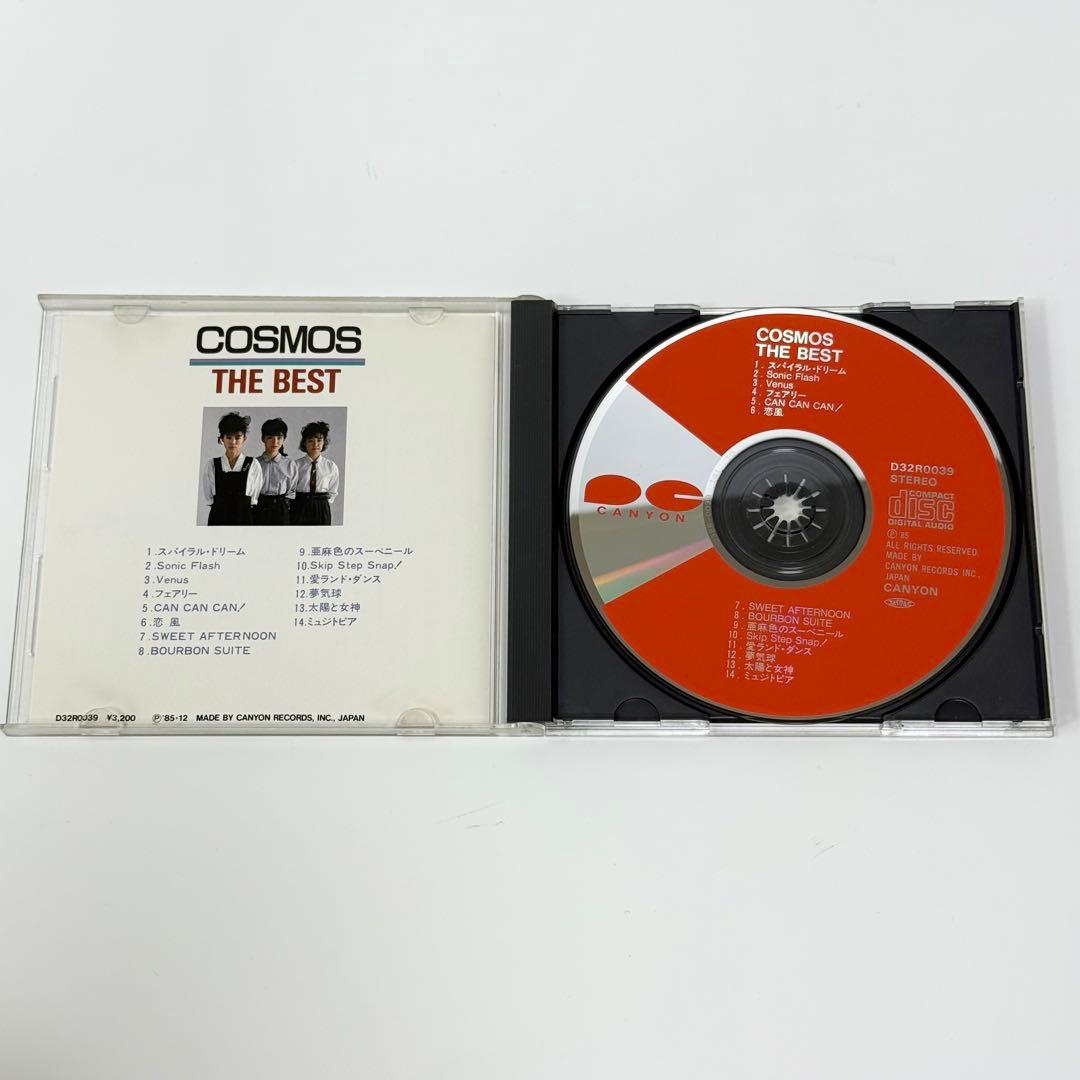 COSMOS
THE BEST
1.スパイラル・ドリーム
2.Sonic Flash
3.Venus
4.フェアリー
5.CAN CAN CAN!
6.恋風
7.SWEET AFTERNOON
8.BOURBON SUITE
9.亜麻色のスーベニール
10.Skip Step Snap!
11.愛ランド・ダンス
12.夢気球
13.太陽と女神
14.ミュジトピア
D32R0039 ¥3,200 Ⓟ'85·12 MADE BY CANYON RECORDS, INC., JAPAN
COSMOS
THE BEST
1. スパイラル・ドリーム
2. Sonic Flash
3. Venus
4. フェアリー
5. CAN CAN CAN!
6. 恋風
CANYON
D32R0039
STEREO
COMPACT
disc
DIGITAL AUDIO
Ⓟ '85
ALL RIGHTS RESERVED.
MADE BY
CANYON RECORDS INC.,
JAPAN
CANYON
7. SWEET AFTERNOON
8. BOURBON SUITE
9. 亜麻色のスーベニール
10. Skip Step Snap!
11. 愛ランド・ダンス
12. 夢気球
13. 太陽と女神
14. ミュジトピア